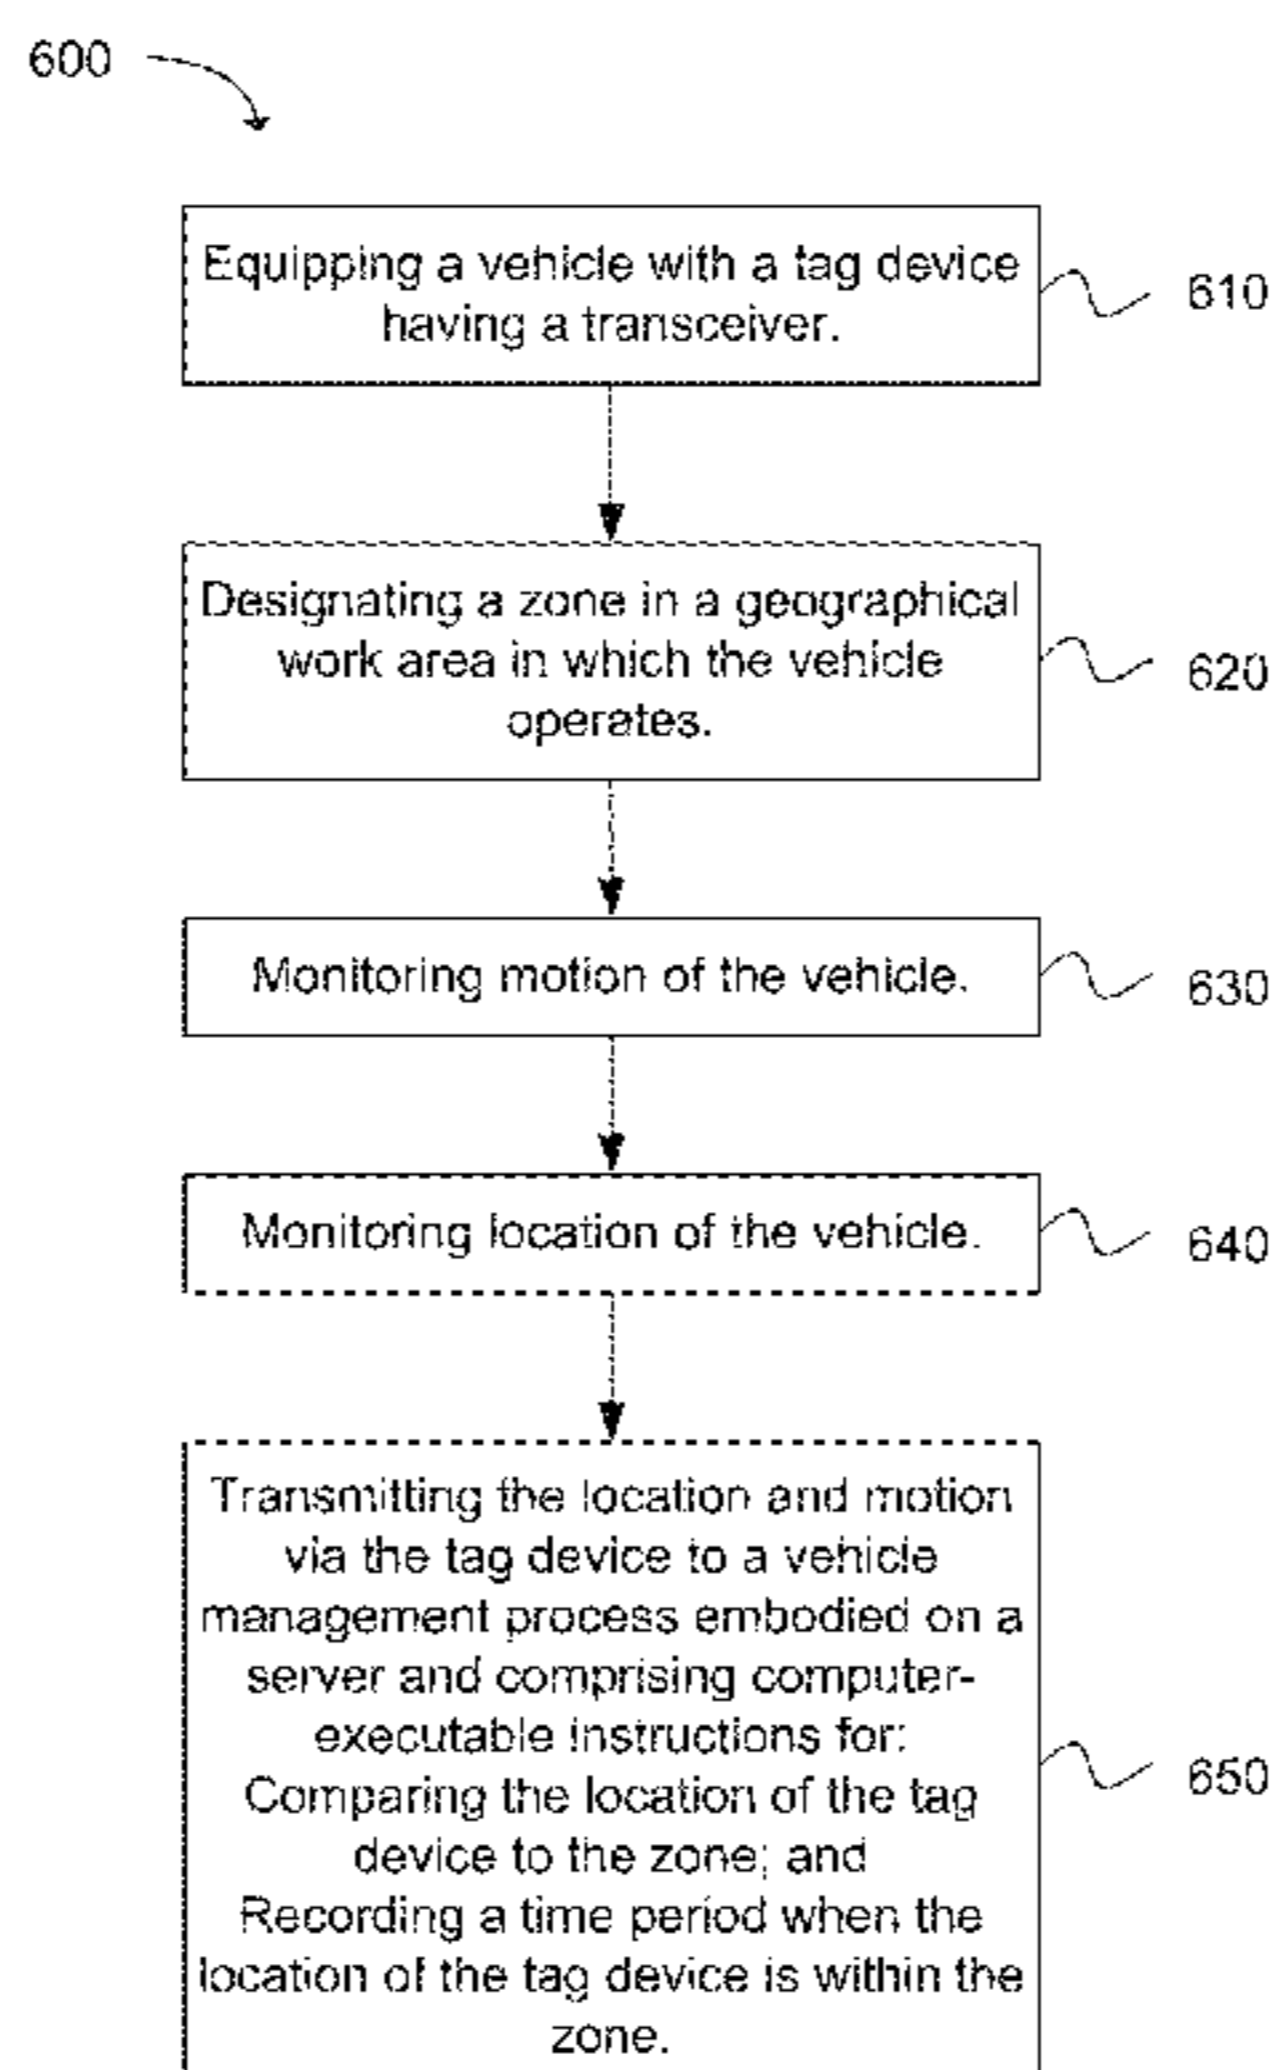 600
Equipping a vehicle with a tag device
having a transceiver.
610
Designating a zone in a geographical
work area in which the vehicle
operates.
620
Monitoring motion of the vehicle.
630
Monitoring location of the vehicle.
640
Transmitting the location and motion
via the tag device to a vehicle
management process embodied on a
server and comprising computer-
executable instructions for:
Comparing the location of the tag
device to the zone; and
Recording a time period when the
location of the tag device is within the
zone.
650